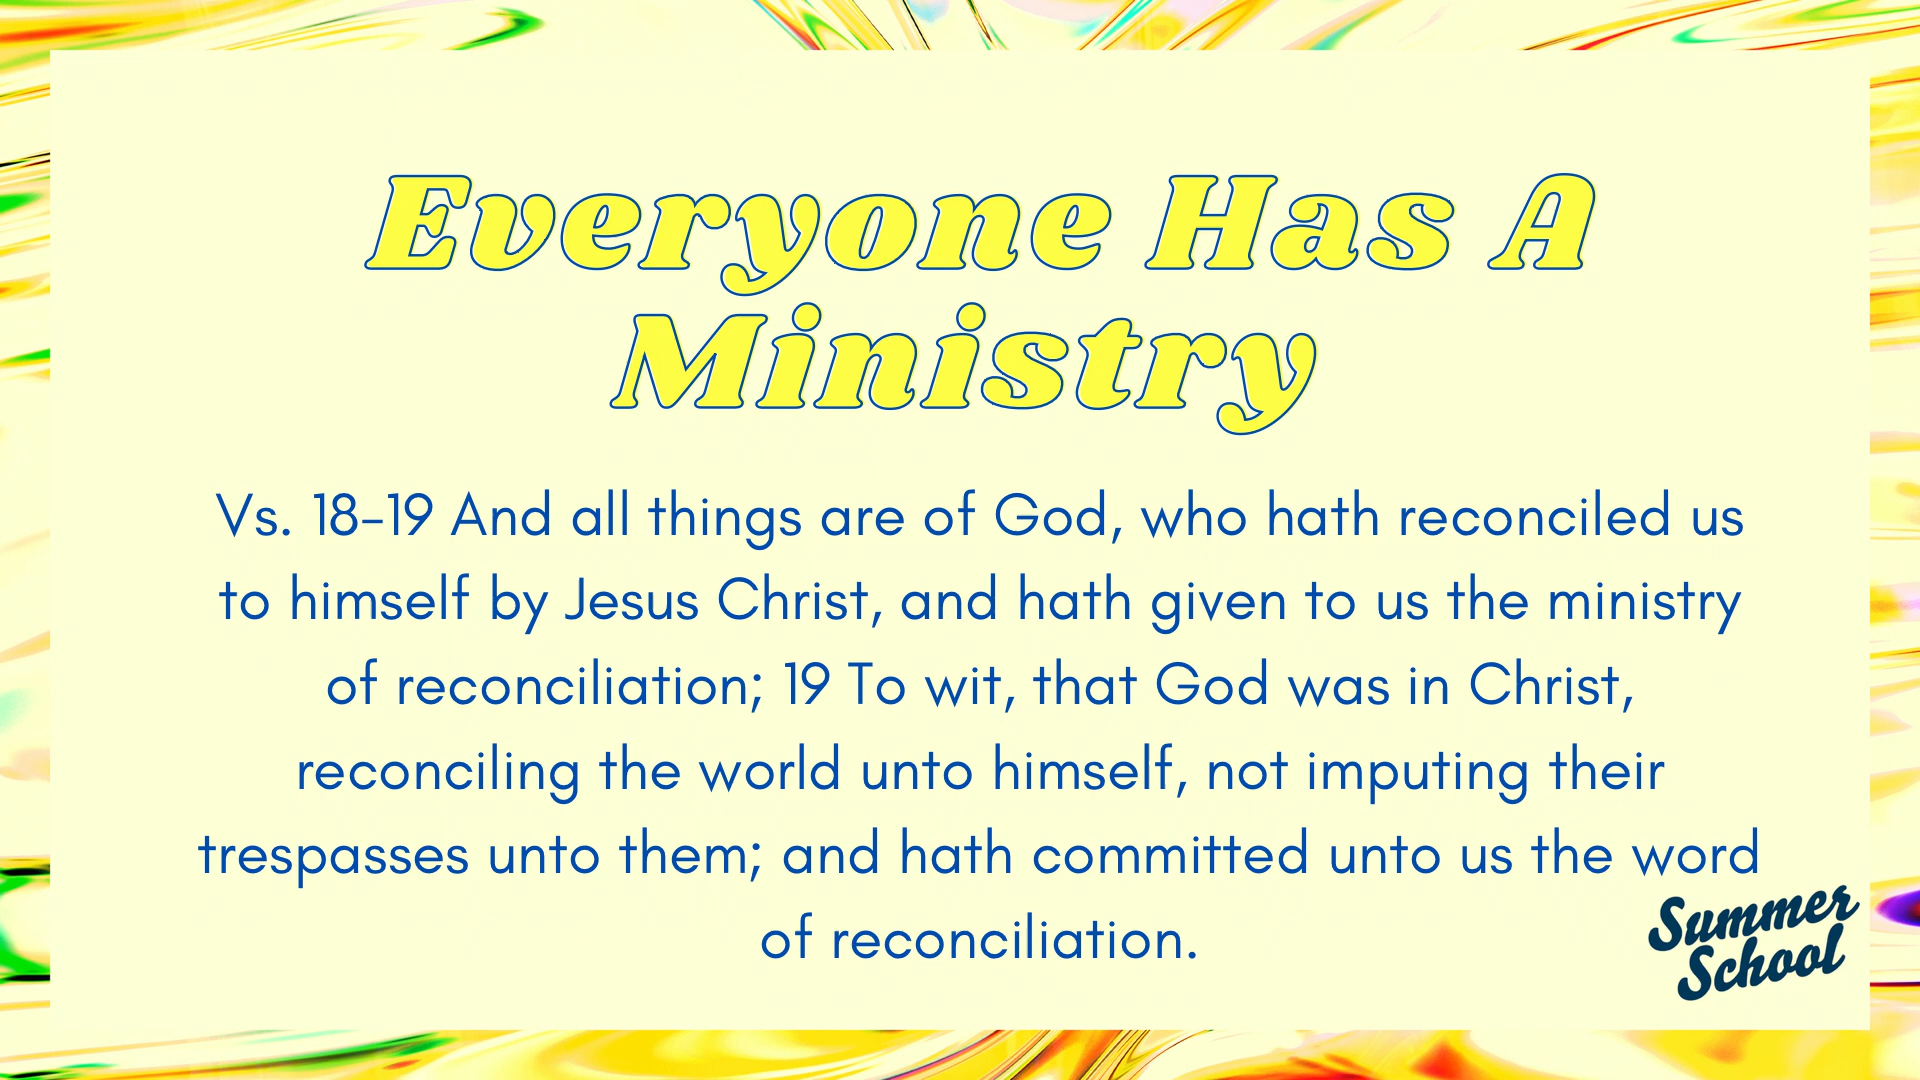 Everyone Has A
Ministry
Vs. 18-19 And all things are of God, who hath reconciled us
to himself by Jesus Christ, and hath given to us the ministry
of reconciliation; 19 To wit, that God was in Christ,
reconciling the world unto himself, not imputing their
trespasses unto them; and hath committed unto us the word
of reconciliation.
Summer
School